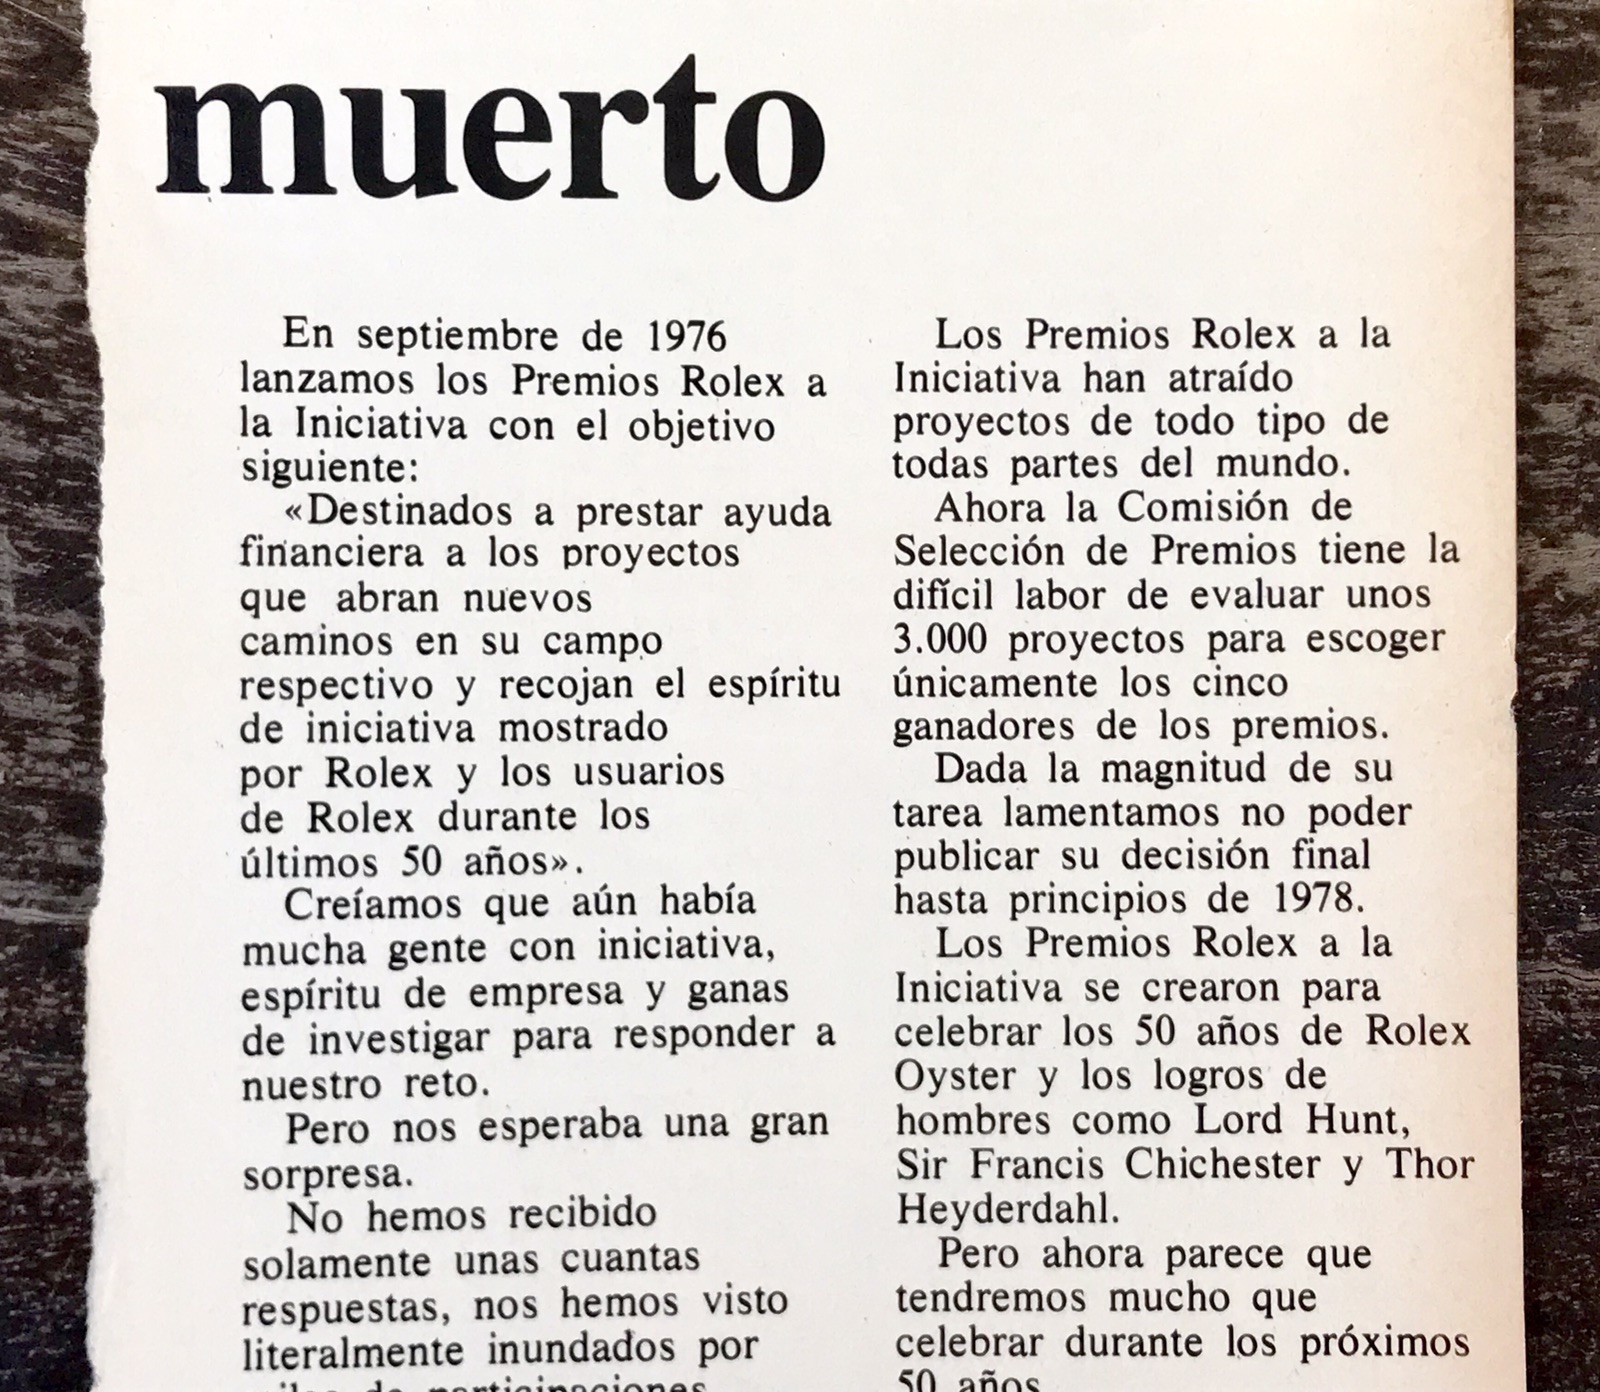 muerto
En septiembre de 1976
lanzamos los Premios Rolex a
la Iniciativa con el objetivo
siguiente:
«Destinados a prestar ayuda
financiera a los proyectos
que abran nuevos
caminos en su campo
respectivo y recojan el espíritu
de iniciativa mostrado
por Rolex y los usuarios
de Rolex durante los
últimos 50 años».
Creíamos que aún había
mucha gente con iniciativa,
espíritu de empresa y ganas
de investigar para responder a
nuestro reto.
Pero nos esperaba una gran
sorpresa.
No hemos recibido
solamente unas cuantas
respuestas, nos hemos visto
literalmente inundados por
miles de participaciones
Los Premios Rolex a la
Iniciativa han atraído
proyectos de todo tipo de
todas partes del mundo.
Ahora la Comisión de
Selección de Premios tiene la
difícil labor de evaluar unos
3.000 proyectos para escoger
únicamente los cinco
ganadores de los premios.
Dada la magnitud de su
tarea lamentamos no poder
publicar su decisión final
hasta principios de 1978.
Los Premios Rolex a la
Iniciativa se crearon para
celebrar los 50 años de Rolex
Oyster y los logros de
hombres como Lord Hunt,
Sir Francis Chichester y Thor
Heyderdahl.
Pero ahora parece que
tendremos mucho que
celebrar durante los próximos
50 años